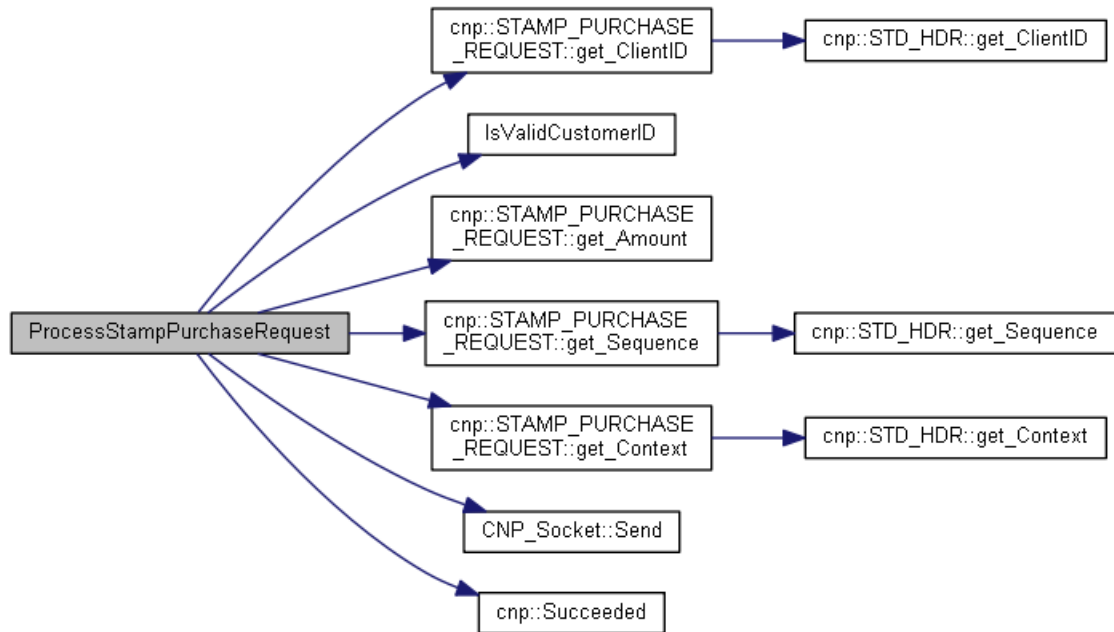 cnp::STAMP_PURCHASE
_REQUEST::get_ClientID
cnp::STD_HDR::get_ClientID
IsValidCustomerID
cnp::STAMP_PURCHASE
_REQUEST::get_Amount
ProcessStampPurchaseRequest
cnp::STAMP_PURCHASE
_REQUEST::get_Sequence
cnp::STD_HDR::get_Sequence
cnp::STAMP_PURCHASE
_REQUEST::get_Context
cnp::STD_HDR::get_Context
CNP_Socket::Send
cnp::Succeeded